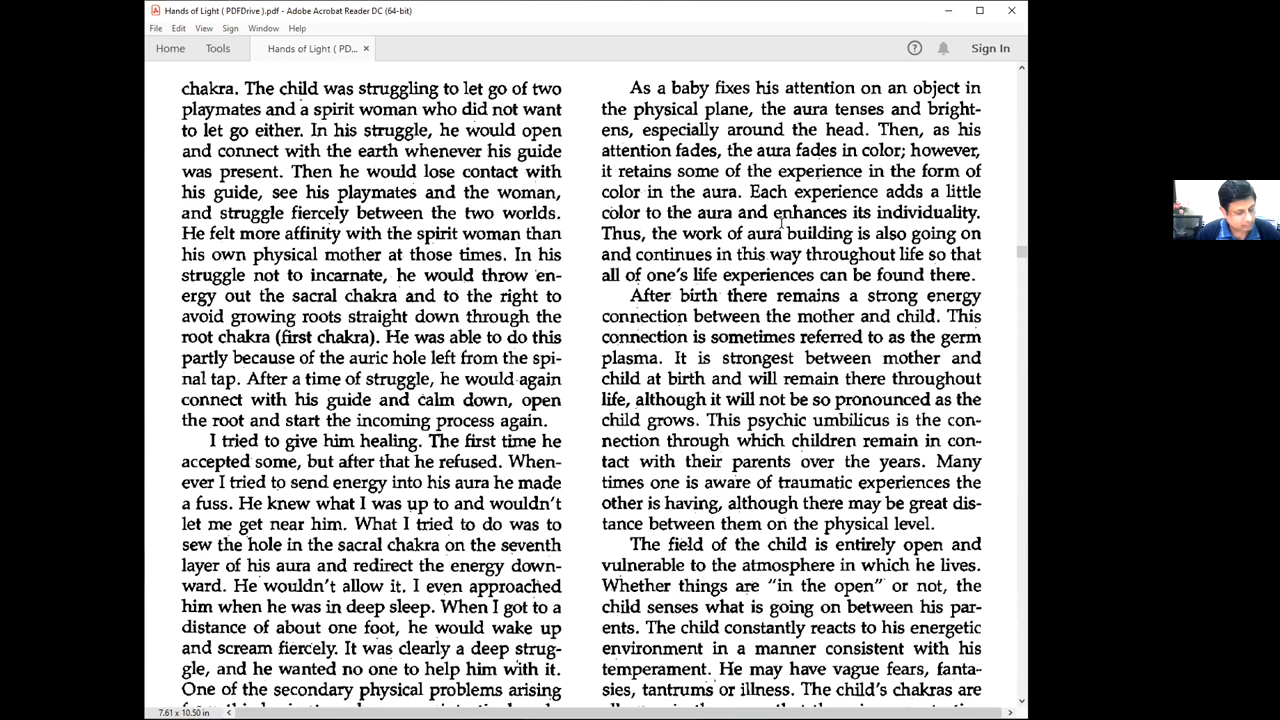 Hands of Light ( PDFDrive ).pdf - Adobe Acrobat Reader DC (64-bit)
File Edit View Sign Window Help
Home Tools Hands of Light ( PD... × Sign In
chakra. The child was struggling to let go of two
playmates and a spirit woman who did not want
to let go either. In his struggle, he would open
and connect with the earth whenever his guide
was present. Then he would lose contact with
his guide, see his playmates and the woman,
and struggle fiercely between the two worlds.
He felt more affinity with the spirit woman than
his own physical mother at those times. In his
struggle not to incarnate, he would throw en-
ergy out the sacral chakra and to the right to
avoid growing roots straight down through the
root chakra (first chakra). He was able to do this
partly because of the auric hole left from the spi-
nal tap. After a time of struggle, he would again
connect with his guide and calm down, open
the root and start the incoming process again.
I tried to give him healing. The first time he
accepted some, but after that he refused. When-
ever I tried to send energy into his aura he made
a fuss. He knew what I was up to and wouldn't
let me get near him. What I tried to do was to
sew the hole in the sacral chakra on the seventh
layer of his aura and redirect the energy down-
ward. He wouldn't allow it. I even approached
him when he was in deep sleep. When I got to a
distance of about one foot, he would wake up
and scream fiercely. It was clearly a deep strug-
gle, and he wanted no one to help him with it.
One of the secondary physical problems arising
As a baby fixes his attention on an object in
the physical plane, the aura tenses and bright-
ens, especially around the head. Then, as his
attention fades, the aura fades in color; however,
it retains some of the experience in the form of
color in the aura. Each experience adds a little
color to the aura and enhances its individuality.
Thus, the work of aura building is also going on
and continues in this way throughout life so that
all of one's life experiences can be found there.
After birth there remains a strong energy
connection between the mother and child. This
connection is sometimes referred to as the germ
plasma. It is strongest between mother and
child at birth and will remain there throughout
life, although it will not be so pronounced as the
child grows. This psychic umbilicus is the con-
nection through which children remain in con-
tact with their parents over the years. Many
times one is aware of traumatic experiences the
other is having, although there may be great dis-
tance between them on the physical level.
The field of the child is entirely open and
vulnerable to the atmosphere in which he lives.
Whether things are "in the open" or not, the
child senses what is going on between his par-
ents. The child constantly reacts to his energetic
environment in a manner consistent with his
temperament. He may have vague fears, fanta-
sies, tantrums or illness. The child's chakras are
7.61 x 10.50 in